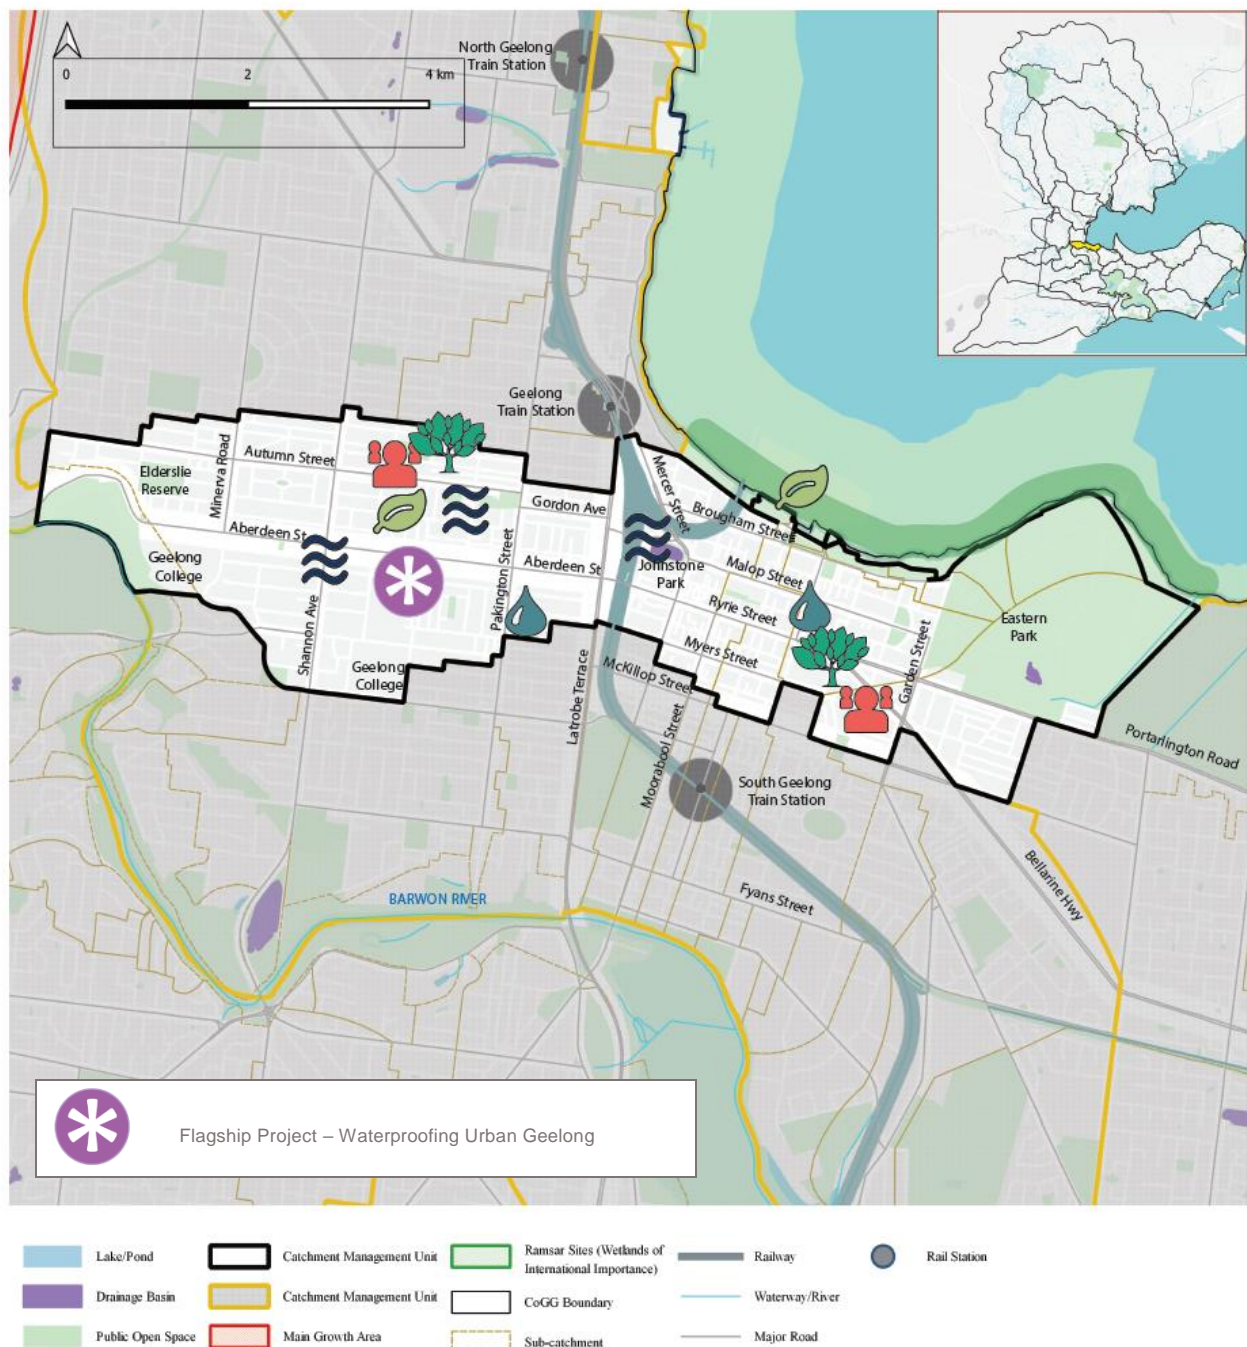 North Geelong
Train Station
0
2
4 km
Geelong
Train Station
Mercer Street
Minerva Road
Autumn Street
Elderslie
Reserve
Gordon Ave
Brougham Street
Aberdeen St
Pakington Street
Geelong
College
Aberdeen St
Johnstone
Park
Malop Street
Ryrie Street
Eastern
Park
Shannon Ave
Geelong
College
Myers Street
Garden Street
McKillop Street
Latrobe Terrace
Moorabool Street
Portarlington Road
South Geelong
Train Station
Bellarine Hwy
Fyans Street
BARWON RIVER
Flagship Project – Waterproofing Urban Geelong
Lake/Pond
Catchment Management Unit
Ramsar Sites (Wetlands of
International Importance)
Railway
Rail Station
Drainage Basin
Catchment Management Unit
CoGG Boundary
Waterway/River
Public Open Space
Main Growth Area
Sub-catchment
Major Road